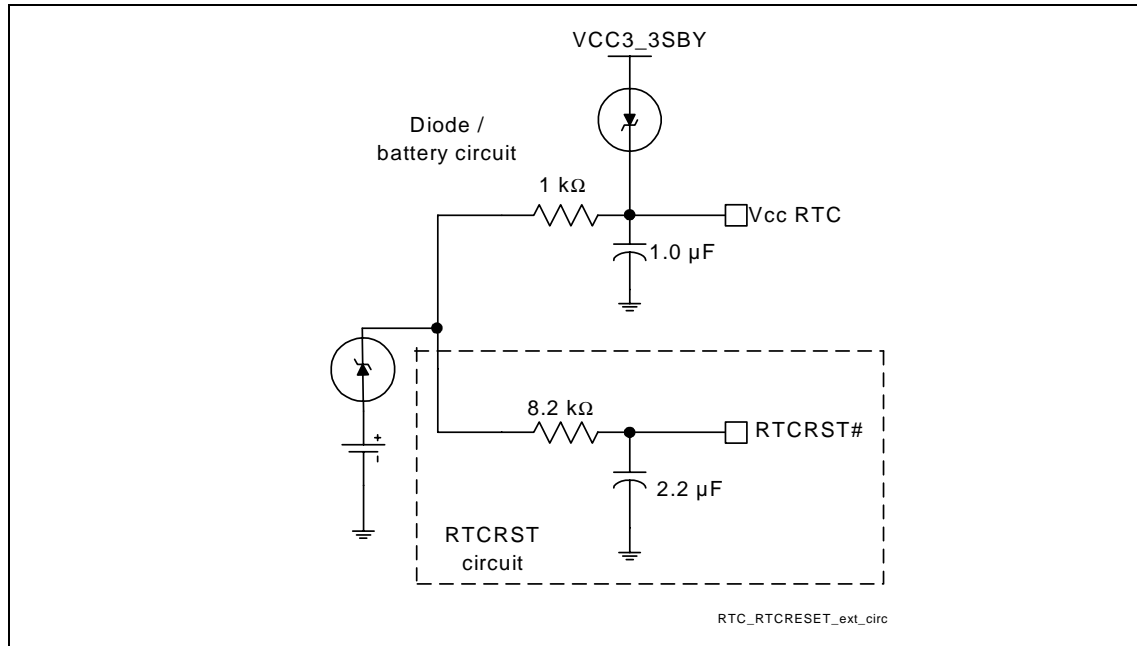 VCC3_3SBY
Diode /
battery circuit
1 kΩ
Vcc RTC
1.0 µF
+
-
8.2 kΩ
RTCRST#
2.2 µF
RTCRST
circuit
RTC_RTCRESET_ext_circ